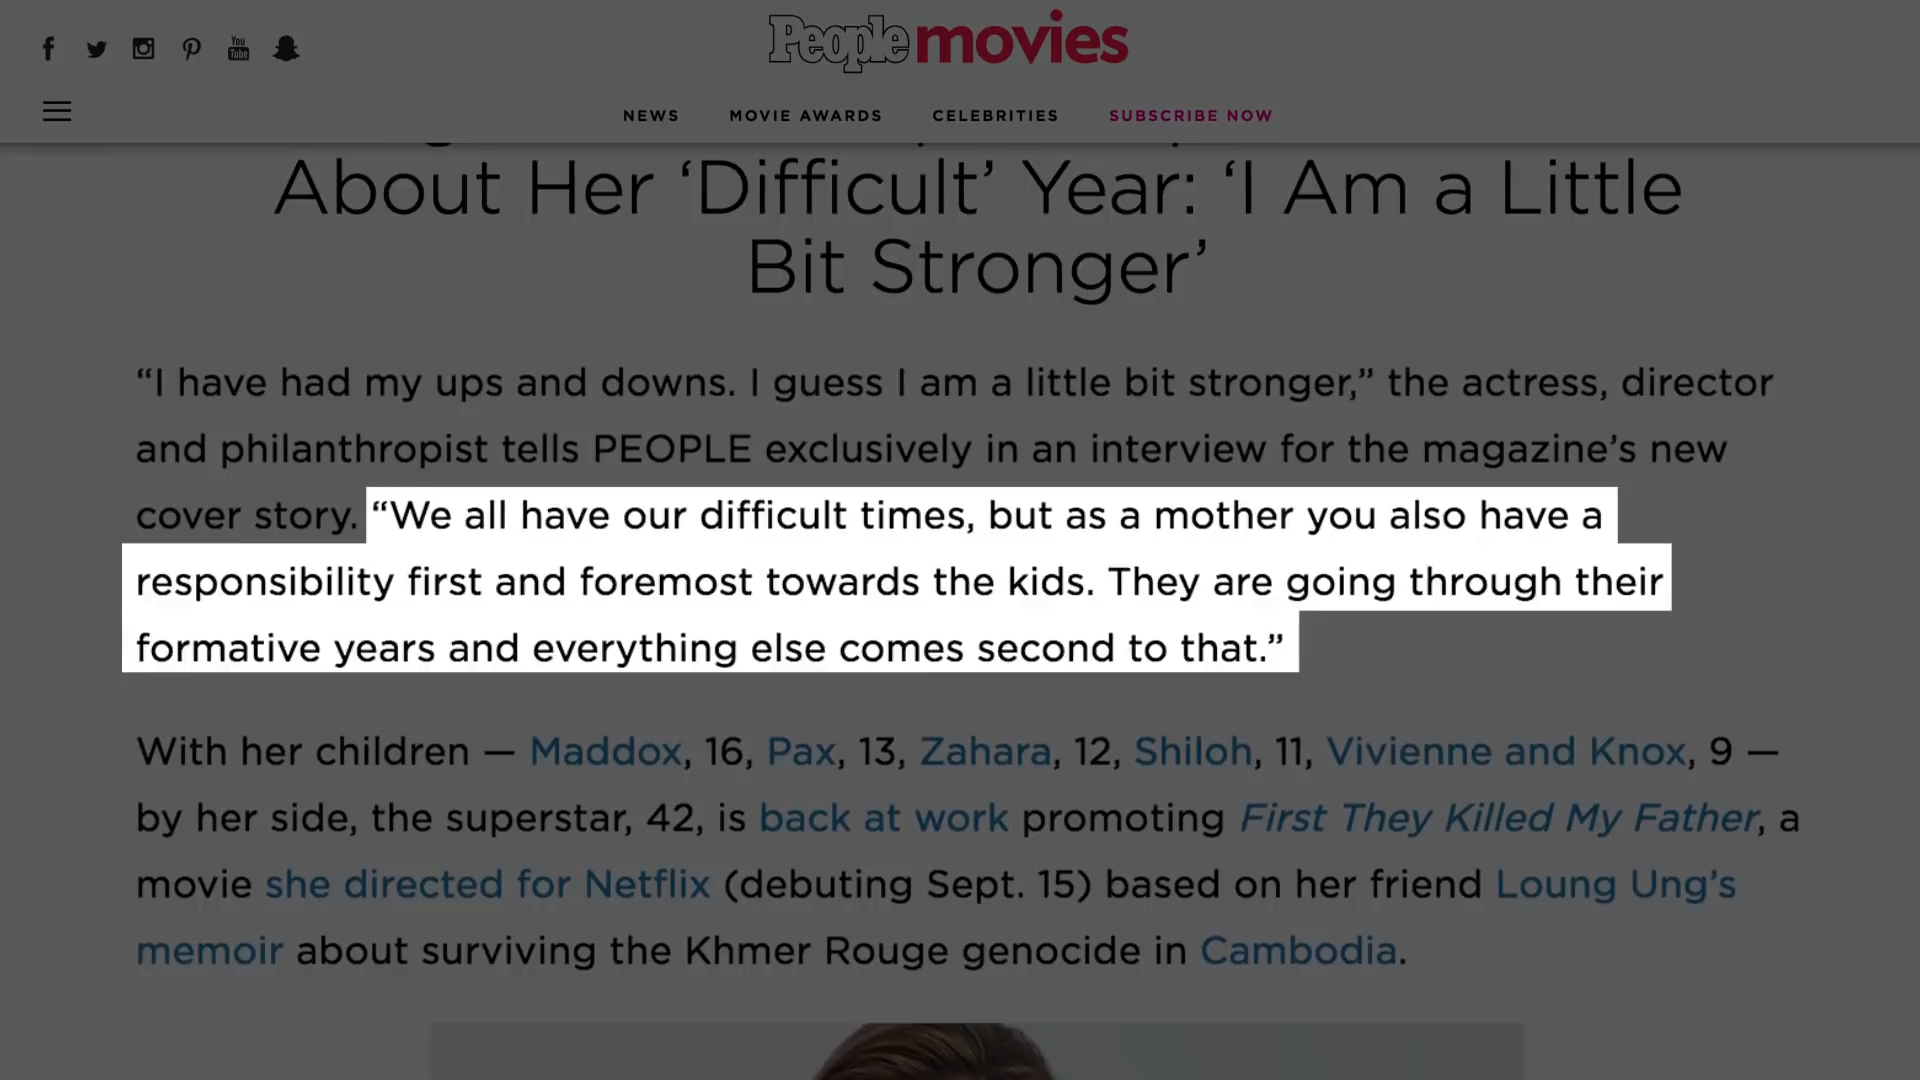 People movies
NEWS MOVIE AWARDS CELEBRITIES SUBSCRIBE NOW
About Her ‘Difficult’ Year: ‘I Am a Little
Bit Stronger’
“I have had my ups and downs. I guess I am a little bit stronger,” the actress, director
and philanthropist tells PEOPLE exclusively in an interview for the magazine’s new
cover story. “We all have our difficult times, but as a mother you also have a
responsibility first and foremost towards the kids. They are going through their
formative years and everything else comes second to that.”
With her children — Maddox, 16, Pax, 13, Zahara, 12, Shiloh, 11, Vivienne and Knox, 9 —
by her side, the superstar, 42, is back at work promoting First They Killed My Father, a
movie she directed for Netflix (debuting Sept. 15) based on her friend Loung Ung’s
memoir about surviving the Khmer Rouge genocide in Cambodia.